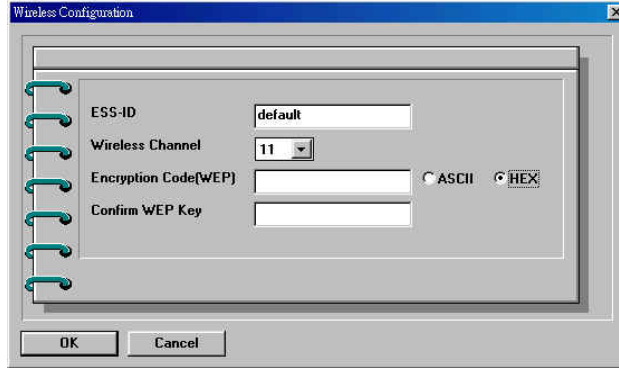 Wireless Configuration
ESS-ID default
Wireless Channel 11
Encryption Code(WEP) ASCII HEX
Confirm WEP Key
OK Cancel